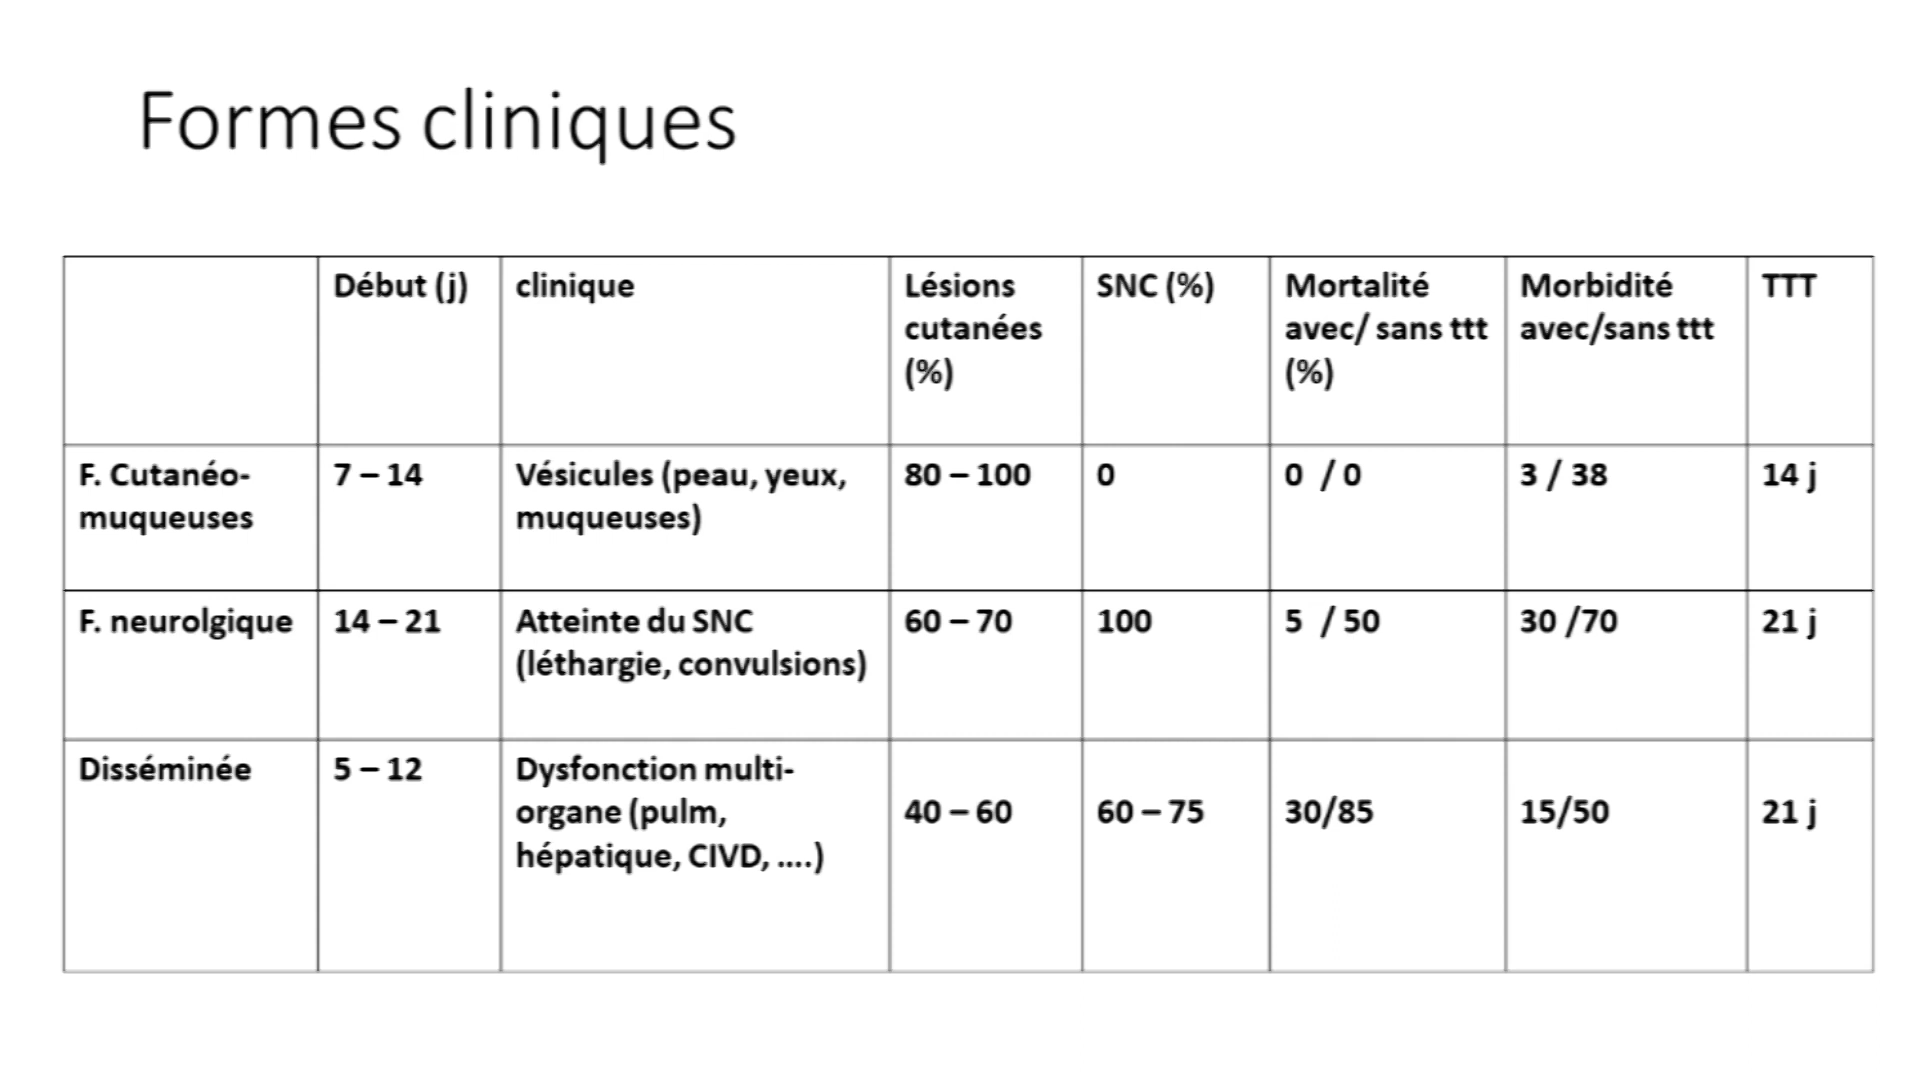 Formes cliniques
Début (j)
clinique
Lésions
cutanées
(%)
SNC (%)
Mortalité
avec/ sans ttt
(%)
Morbidité
avec/sans ttt
TTT
F. Cutanéo-
muqueuses
7 – 14
Vésicules (peau, yeux,
muqueuses)
80 – 100
0
0 / 0
3 / 38
14 j
F. neurolgique
14 – 21
Atteinte du SNC
(léthargie, convulsions)
60 – 70
100
5 / 50
30 /70
21 j
Disséminée
5 – 12
Dysfonction multi-
organe (pulm,
hépatique, CIVD, ....)
40 – 60
60 – 75
30/85
15/50
21 j